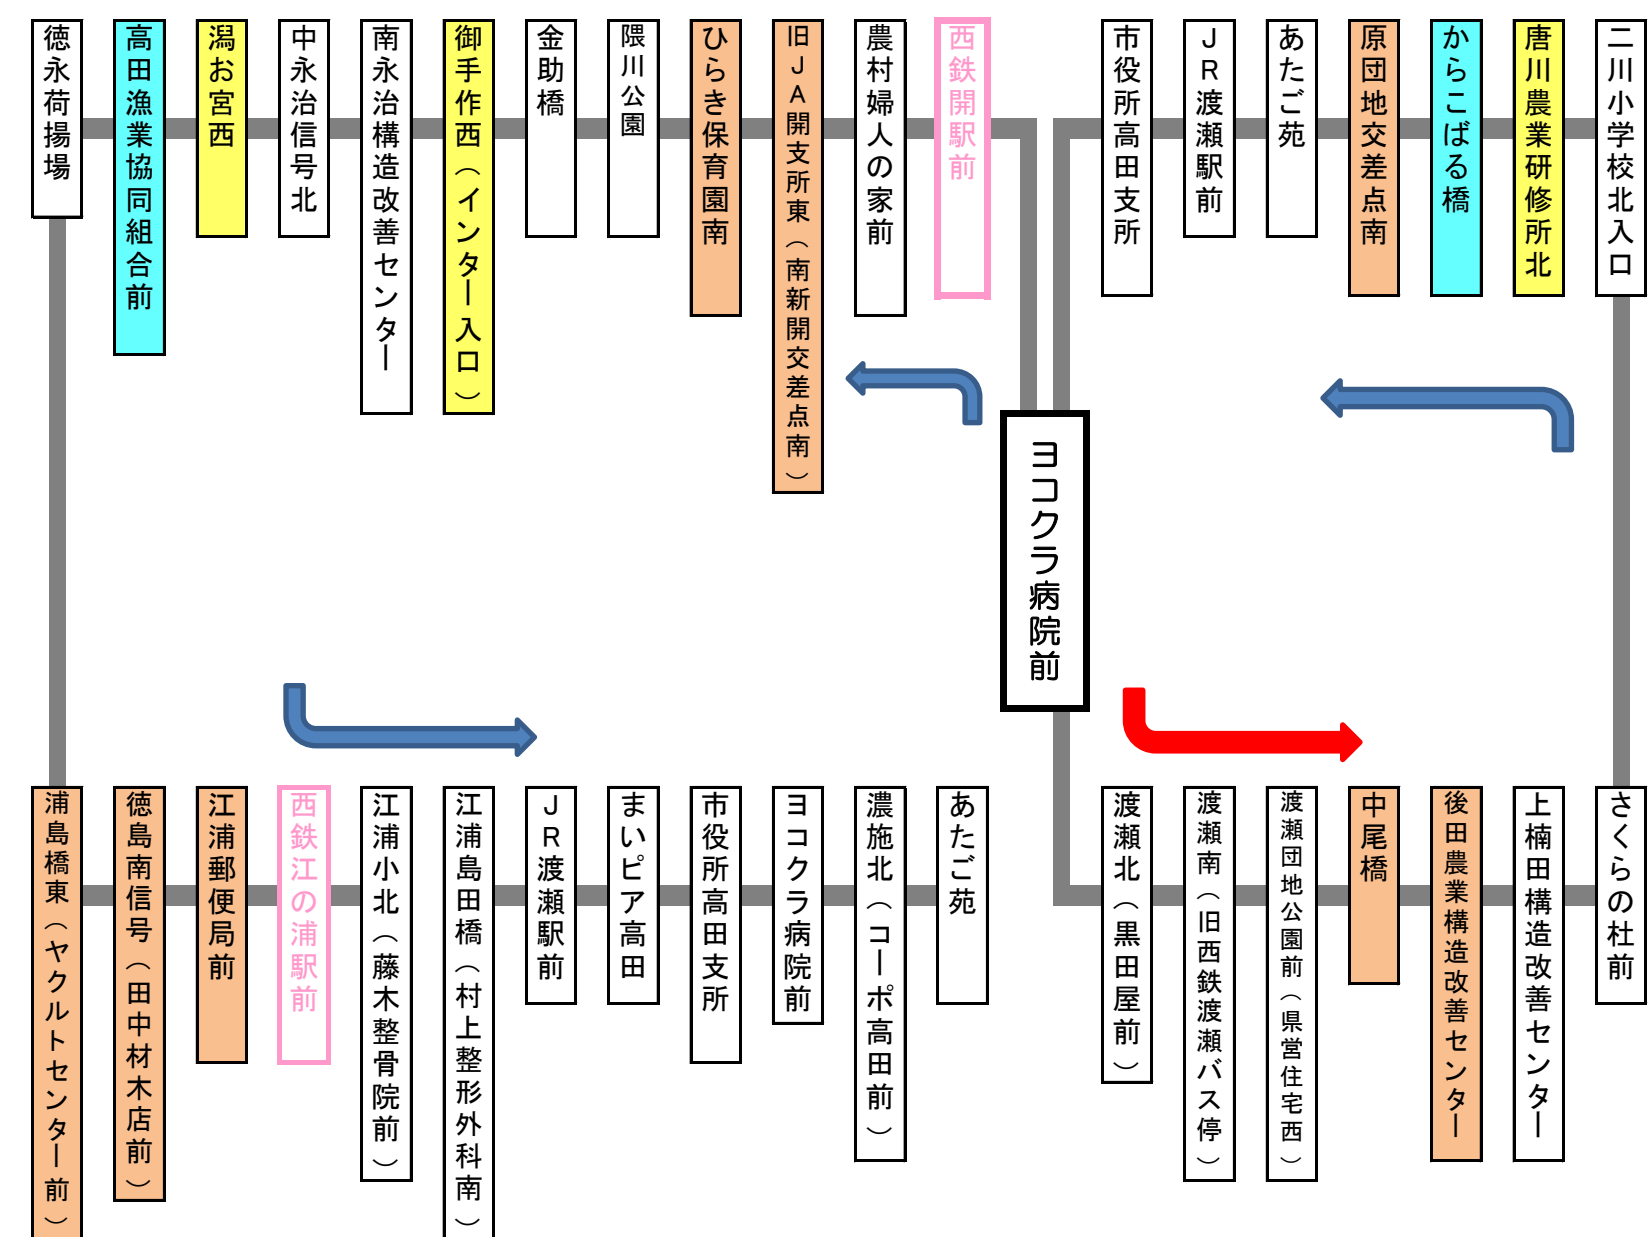 徳永荷揚場
高田漁業協同組合前
潟お宮西
中永治信号北
南永治構造改善センター
御手作西（インター入口）
金助橋
隈川公園
ひらき保育園南
旧ＪＡ開支所東（南新開交差点南）
農村婦人の家前
西鉄開駅前
市役所高田支所
ＪＲ渡瀬駅前
あたご苑
原団地交差点南
からこばる橋
唐川農業研修所北
二川小学校北入口
ヨコクラ病院前
浦島橋東（ヤクルトセンター前）
徳島南信号（田中材木店前）
江浦郵便局前
西鉄江の浦駅前
江浦小北（藤木整骨院前）
江浦島田橋（村上整形外科南）
ＪＲ渡瀬駅前
まいピア高田
市役所高田支所
ヨコクラ病院前
濃施北（コーポ高田前）
あたご苑
渡瀬北（黒田屋前）
渡瀬南（旧西鉄渡瀬バス停）
渡瀬団地公園前（県営住宅西）
中尾橋
後田農業構造改善センター
上楠田構造改善センター
さくらの杜前